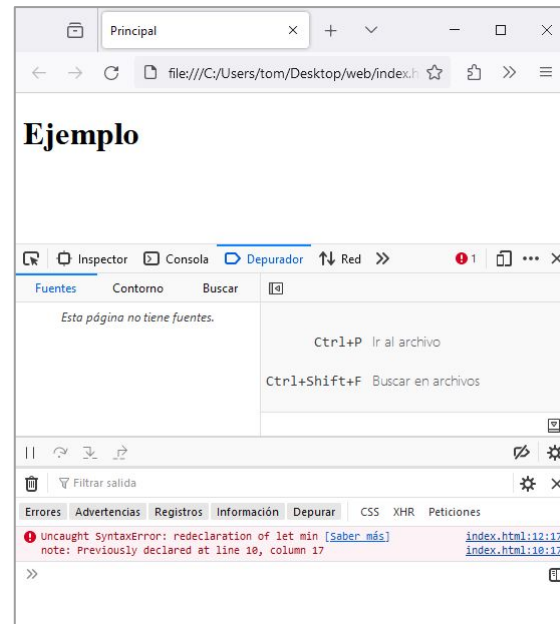 Principal
file:///C:/Users/tom/Desktop/web/index.h
Ejemplo
Inspector Consola Depurador Red 1
Fuentes Contorno Buscar
Esta página no tiene fuentes.
Ctrl+P Ir al archivo
Ctrl+Shift+F Buscar en archivos
Filtrar salida
Errores Advertencias Registros Información Depurar CSS XHR Peticiones
Uncaught SyntaxError: redeclaration of let min [Saber más] index.html:12:17
note: Previously declared at line 10, column 17 index.html:10:17